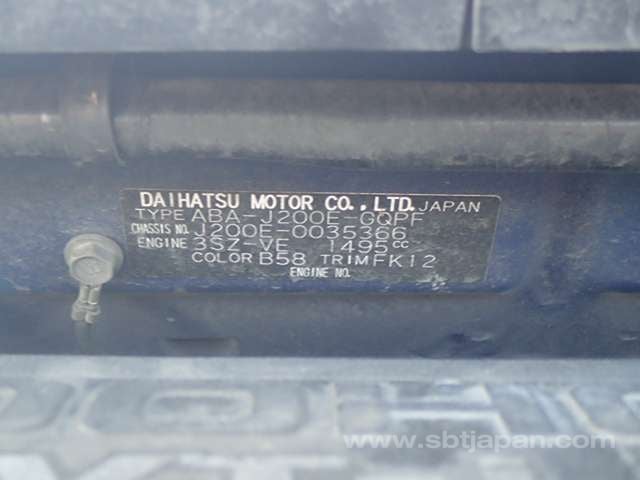 DAIHATSU MOTOR CO., LTD. JAPAN
TYPE ABA-J200E-GQPF
CHASSIS NO. J200E-0035366
ENGINE 3SZ-VE 1495cc
COLOR B58 TRIM FK12
ENGINE NO.
www.sbtjapan.com